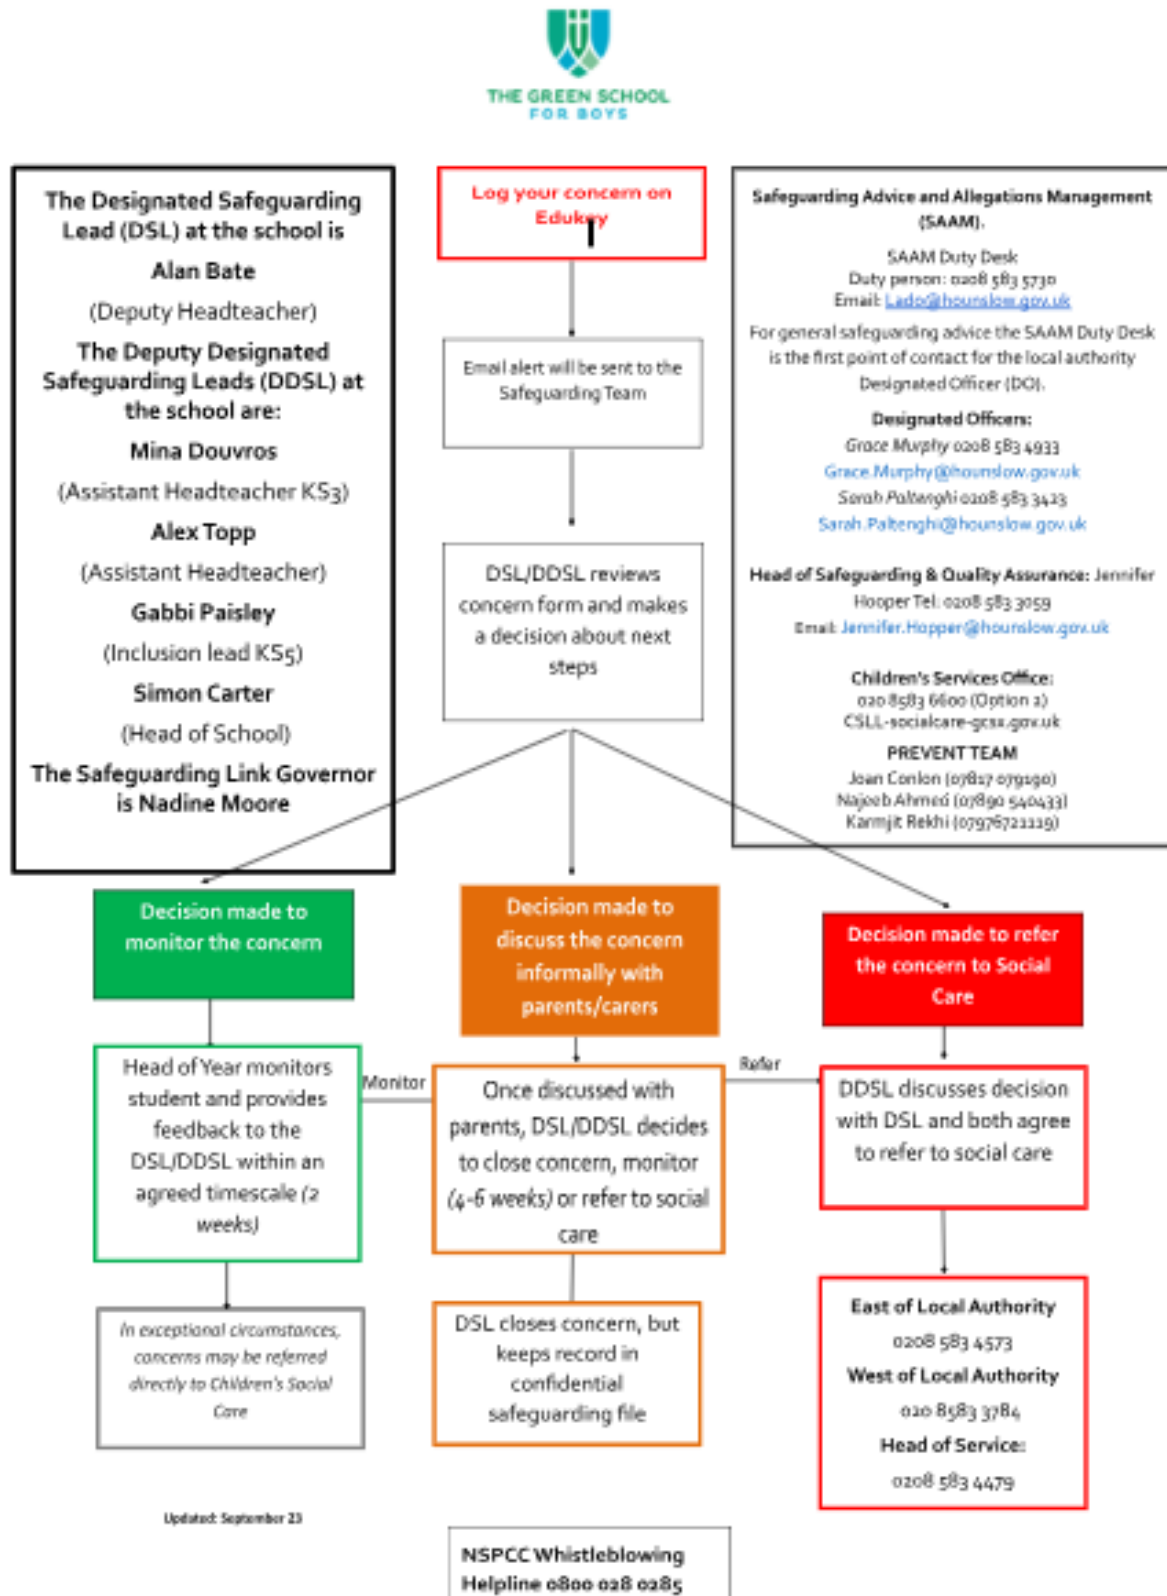 THE GREEN SCHOOL
FOR BOYS
The Designated Safeguarding
Lead (DSL) at the school is
Alan Bate
(Deputy Headteacher)
The Deputy Designated
Safeguarding Leads (DDSL) at
the school are:
Mina Douvros
(Assistant Headteacher KS3)
Alex Topp
(Assistant Headteacher)
Gabbi Paisley
(Inclusion lead KS5)
Simon Carter
(Head of School)
The Safeguarding Link Governor
is Nadine Moore
Log your concern on
Edukey
Email alert will be sent to the
Safeguarding Team
DSL/DDSL reviews
concern form and makes
a decision about next
steps
Safeguarding Advice and Allegations Management
(SAAM).
SAAM Duty Desk
Duty person: 0208 583 5730
Email: Lado@hounslow.gov.uk
For general safeguarding advice the SAAM Duty Desk
is the first point of contact for the local authority
Designated Officer (DO).
Designated Officers:
Grace Murphy 0208 583 4933
Grace.Murphy@hounslow.gov.uk
Sarah Paltenghi 0208 583 3423
Sarah.Paltenghi@hounslow.gov.uk
Head of Safeguarding & Quality Assurance: Jennifer
Hooper Tel: 0208 583 3059
Email: Jennifer.Hopper@hounslow.gov.uk
Children's Services Office:
020 8583 6600 (Option 2)
CSLL-socialcare-gcsx.gov.uk
PREVENT TEAM
Joan Conlon (07817 079190)
Najeeb Ahmed (07890 540433)
Karmjit Rekhi (07976721119)
Decision made to
monitor the concern
Head of Year monitors
student and provides
feedback to the
DSL/DDSL within an
agreed timescale (2
weeks)
In exceptional circumstances,
concerns may be referred
directly to Children's Social
Care
Monitor
Decision made to
discuss the concern
informally with
parents/carers
Once discussed with
parents, DSL/DDSL decides
to close concern, monitor
(4-6 weeks) or refer to social
care
DSL closes concern, but
keeps record in
confidential
safeguarding file
Refer
Decision made to refer
the concern to Social
Care
DDSL discusses decision
with DSL and both agree
to refer to social care
East of Local Authority
0208 583 4573
West of Local Authority
020 8583 3784
Head of Service:
0208 583 4479
Updated: September 23
NSPCC Whistleblowing
Helpline 0800 028 0285